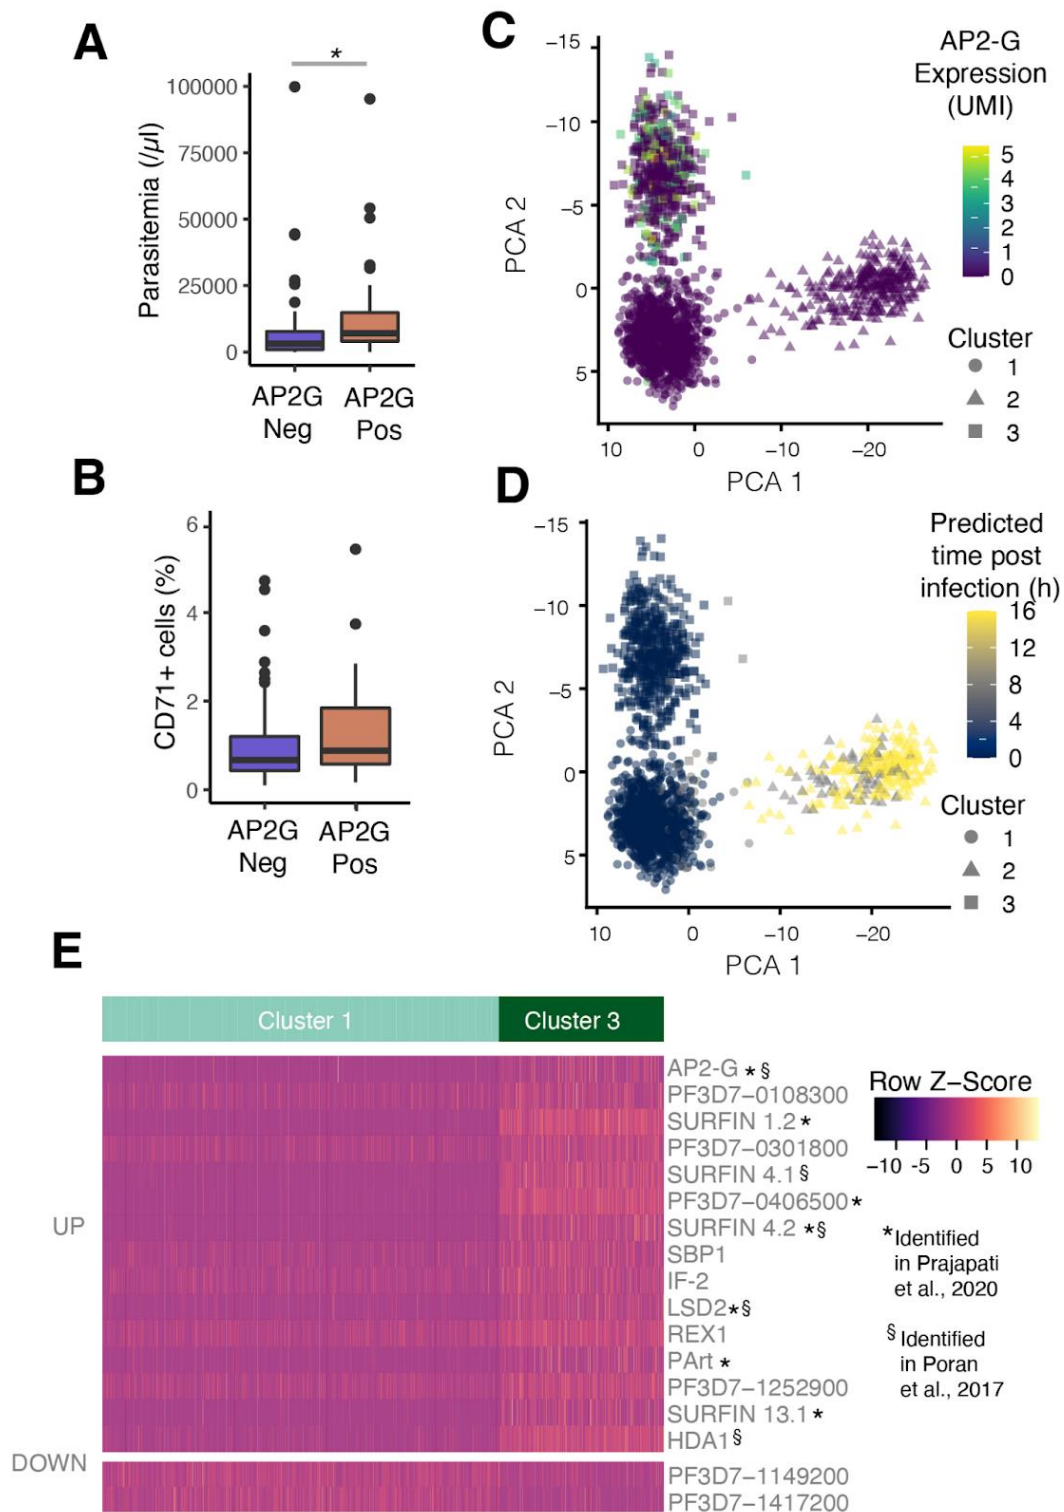 A
*
Parasitemia (/µl)
100000
75000
50000
25000
0
AP2G
Neg
AP2G
Pos
B
CD71+ cells (%)
6
4
2
0
AP2G
Neg
AP2G
Pos
C
PCA 2
−15
−10
−5
0
5
10
0
−10
−20
PCA 1
AP2-G
Expression
(UMI)
5
4
3
2
1
0
Cluster
1
2
3
D
PCA 2
−15
−10
−5
0
5
10
0
−10
−20
PCA 1
Predicted
time post
infection (h)
16
12
8
4
0
Cluster
1
2
3
E
Cluster 1
Cluster 3
UP
AP2-G *§
PF3D7−0108300
SURFIN 1.2*
PF3D7−0301800
SURFIN 4.1§
PF3D7−0406500*
SURFIN 4.2 *§
SBP1
IF-2
LSD2*§
REX1
PArt *
PF3D7−1252900
SURFIN 13.1*
HDA1§
DOWN
PF3D7−1149200
PF3D7−1417200
Row Z−Score
−10 -5 0 5 10
*Identified
in Prajapati
et al., 2020
§ Identified
in Poran
et al., 2017